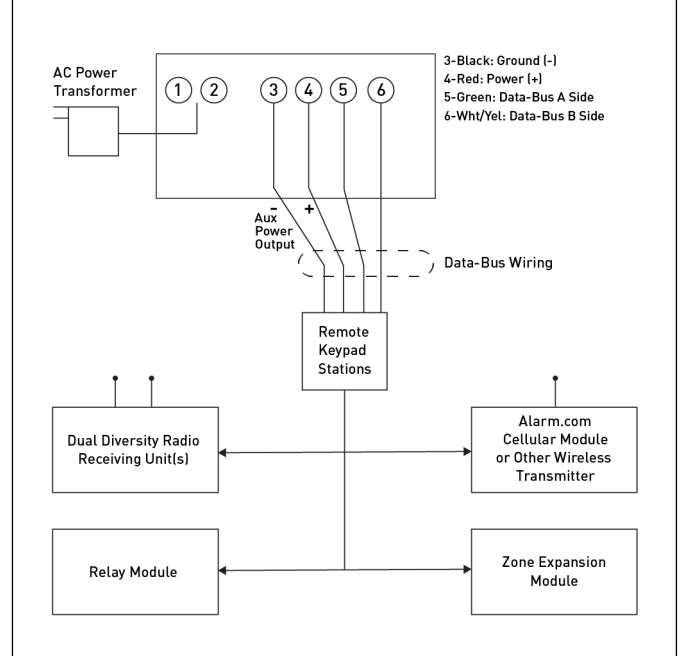 AC Power
Transformer
1 2 3 4 5 6
3-Black: Ground (-)
4-Red: Power (+)
5-Green: Data-Bus A Side
6-Wht/Yel: Data-Bus B Side
- +
Aux
Power
Output
Data-Bus Wiring
Remote
Keypad
Stations
Dual Diversity Radio
Receiving Unit(s)
Alarm.com
Cellular Module
or Other Wireless
Transmitter
Relay Module
Zone Expansion
Module